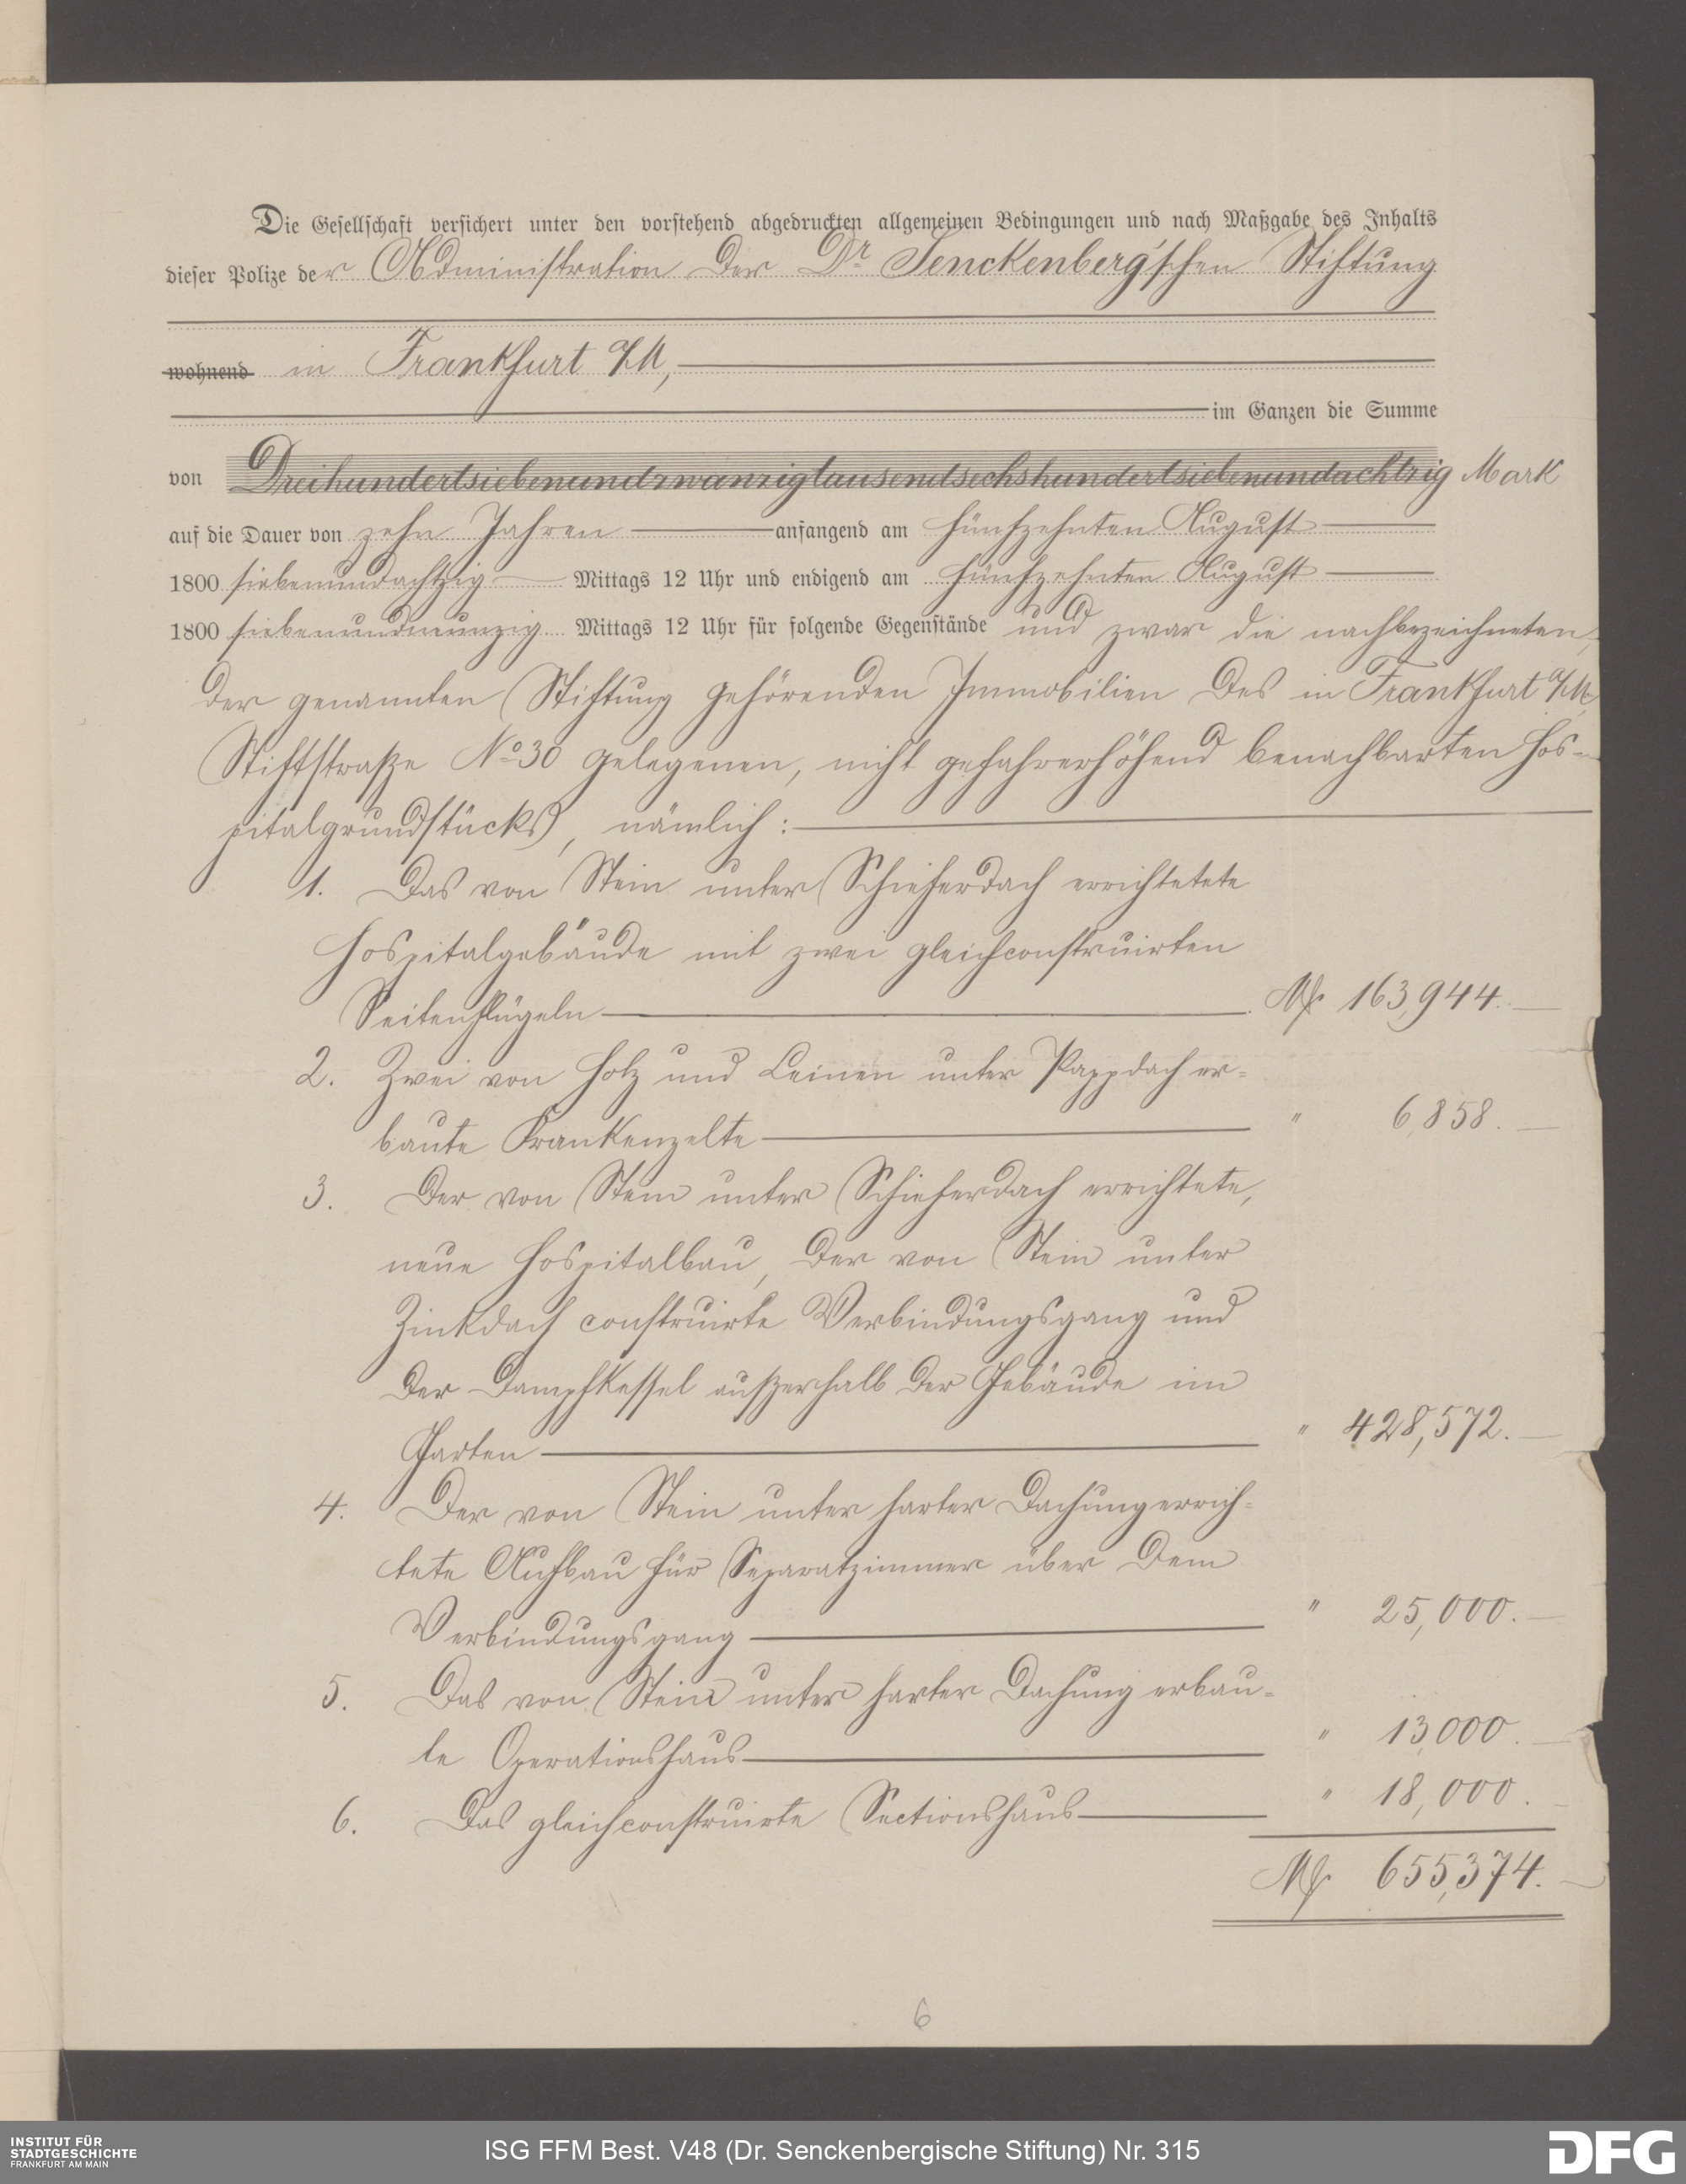 Die Gesellschaft versichert unter den vorstehend abgedruckten allgemeinen Bedingungen und nach Maßgabe des Inhalts
dieser Polize der Administration der Dr Senckenberg'schen Stiftung
wohnend in Frankfurt a/M,
im Ganzen die Summe
von Dreihundertsiebenundzwanzigtausendsechshundertsiebenundachtzig Mark
auf die Dauer von zehn Jahren anfangend am fünfzehnten August
1800 siebenundachtzig Mittags 12 Uhr und endigend am fünfzehnten August
1800 siebenundneunzig Mittags 12 Uhr für folgende Gegenstände und zwar die nachbezeichneten,
der genannten Stiftung gehörenden Immobilien des in Frankfurt a/M,
Stiftstraße No 30 gelegenen, nicht gefahrerhöhend benachbarten Hos-
pitalgrundstücks, nämlich:
1. Das von Stein unter Schieferdach errichtetete
Hospitalgebäude mit zwei gleichconstruirten
Seitenflügeln M. 163,944.—
2. Zwei von Holz und Leinen unter Pappdach er=
baute Krankenzelte " 6,858.—
3. Der von Stein unter Schieferdach errichtete,
neue Hospitalbau, der von Stein unter
Zinkdach construirte Verbindungsgang und
der Dampfkessel außerhalb der Gebäude im
Garten " 428,572.—
4. Der von Stein unter harter Dachung errich=
tete Aufbau für Separatzimmer über dem
Verbindungsgang " 25,000.—
5. Das von Stein unter harter Dachung erbau=
te Operationshaus " 13,000.—
6. Das gleichconstruirte Sectionshaus " 18,000.
M. 655,374.—
6
INSTITUT FÜR
STADTGESCHICHTE
FRANKFURT AM MAIN
ISG FFM Best. V48 (Dr. Senckenbergische Stiftung) Nr. 315
DFG